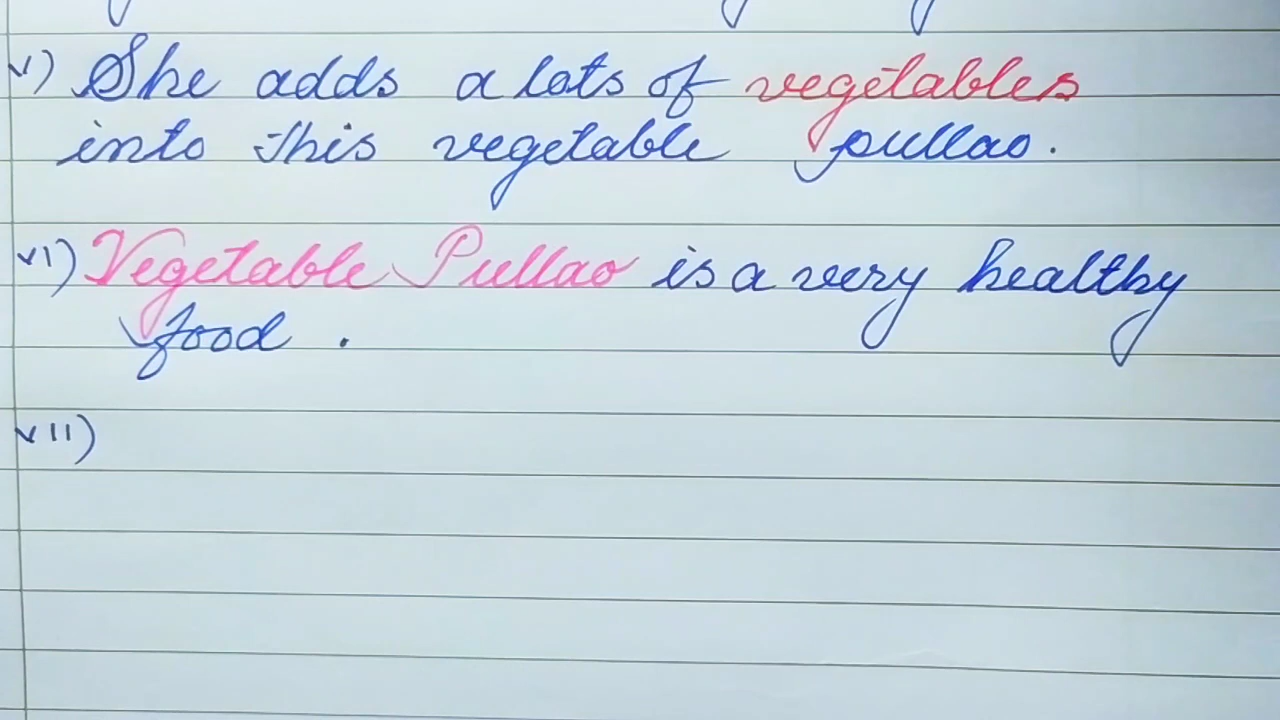 v) She adds a lots of vegetables
into this vegetable pullao.
vi) Vegetable Pullao is a very healthy
food.
vii)